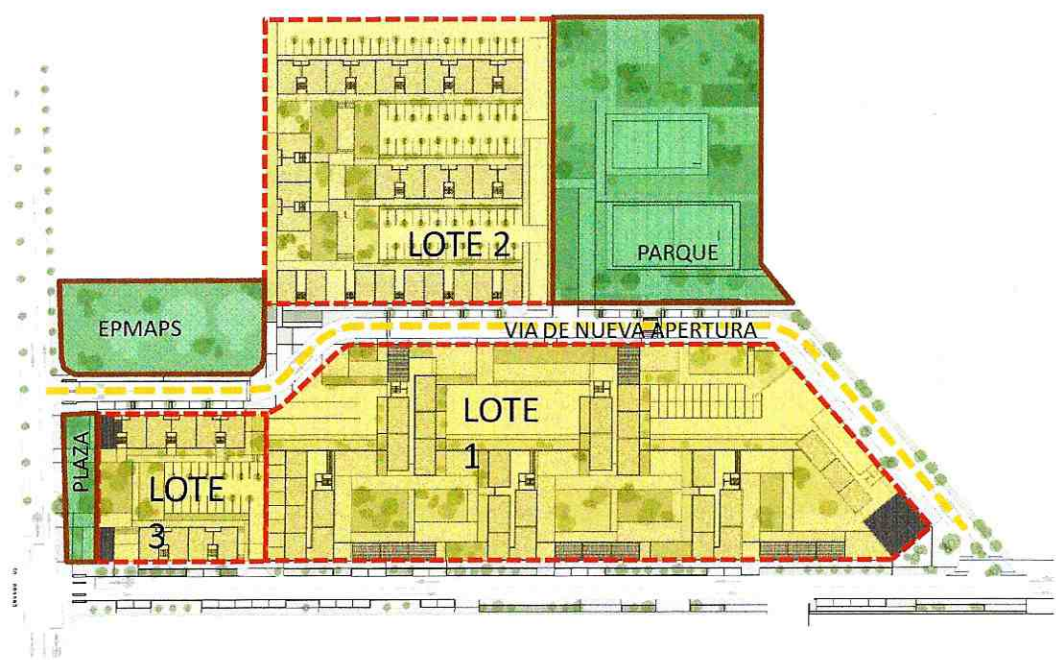 LOTE 2
PARQUE
EPMAPS
VIA DE NUEVA APERTURA
LOTE
1
PLAZA
LOTE
3